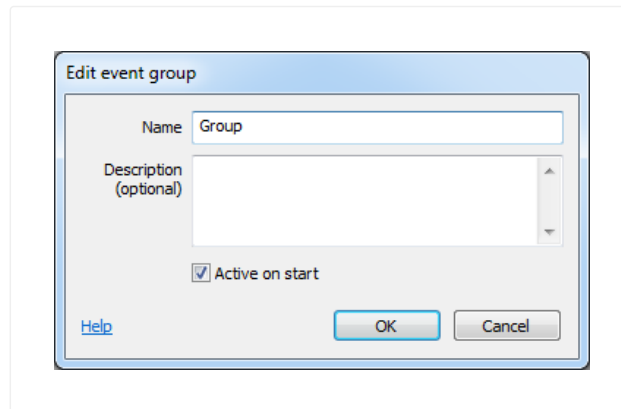 Edit event group
Name Group
Description
(optional)
Active on start
Help OK Cancel